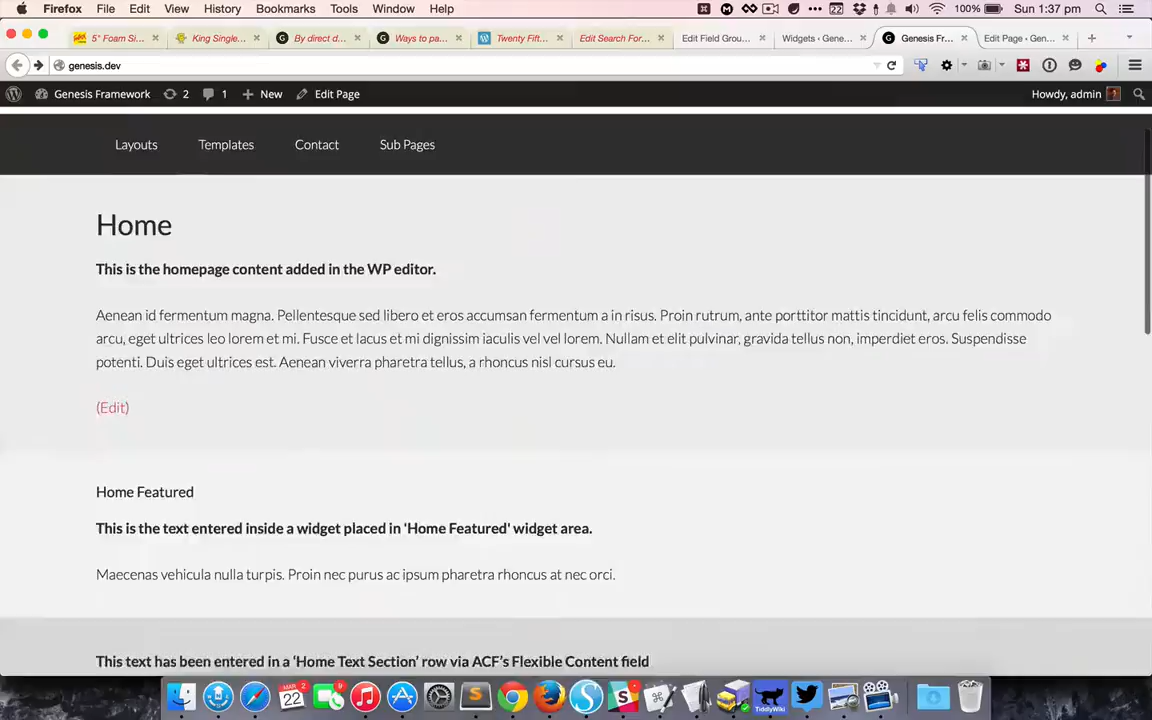 Firefox File Edit View History Bookmarks Tools Window Help 22 100% Sun 1:37 pm
5" Foam Si... King Single... By direct d... Ways to pa... Twenty Fift... Edit Search For... Edit Field Grou... Widgets ‹ Gene... Genesis Fr... Edit Page ‹ Gen...
genesis.dev
Genesis Framework 2 1 New Edit Page Howdy, admin
Layouts Templates Contact Sub Pages
Home
This is the homepage content added in the WP editor.
Aenean id fermentum magna. Pellentesque sed libero et eros accumsan fermentum a in risus. Proin rutrum, ante porttitor mattis tincidunt, arcu felis commodo
arcu, eget ultrices leo lorem et mi. Fusce et lacus et mi dignissim iaculis vel vel lorem. Nullam et elit pulvinar, gravida tellus non, imperdiet eros. Suspendisse
potenti. Duis eget ultrices est. Aenean viverra pharetra tellus, a rhoncus nisl cursus eu.
(Edit)
Home Featured
This is the text entered inside a widget placed in 'Home Featured' widget area.
Maecenas vehicula nulla turpis. Proin nec purus ac ipsum pharetra rhoncus at nec orci.
This text has been entered in a ‘Home Text Section’ row via ACF’s Flexible Content field
MAR 2
22 9
TiddyWiki